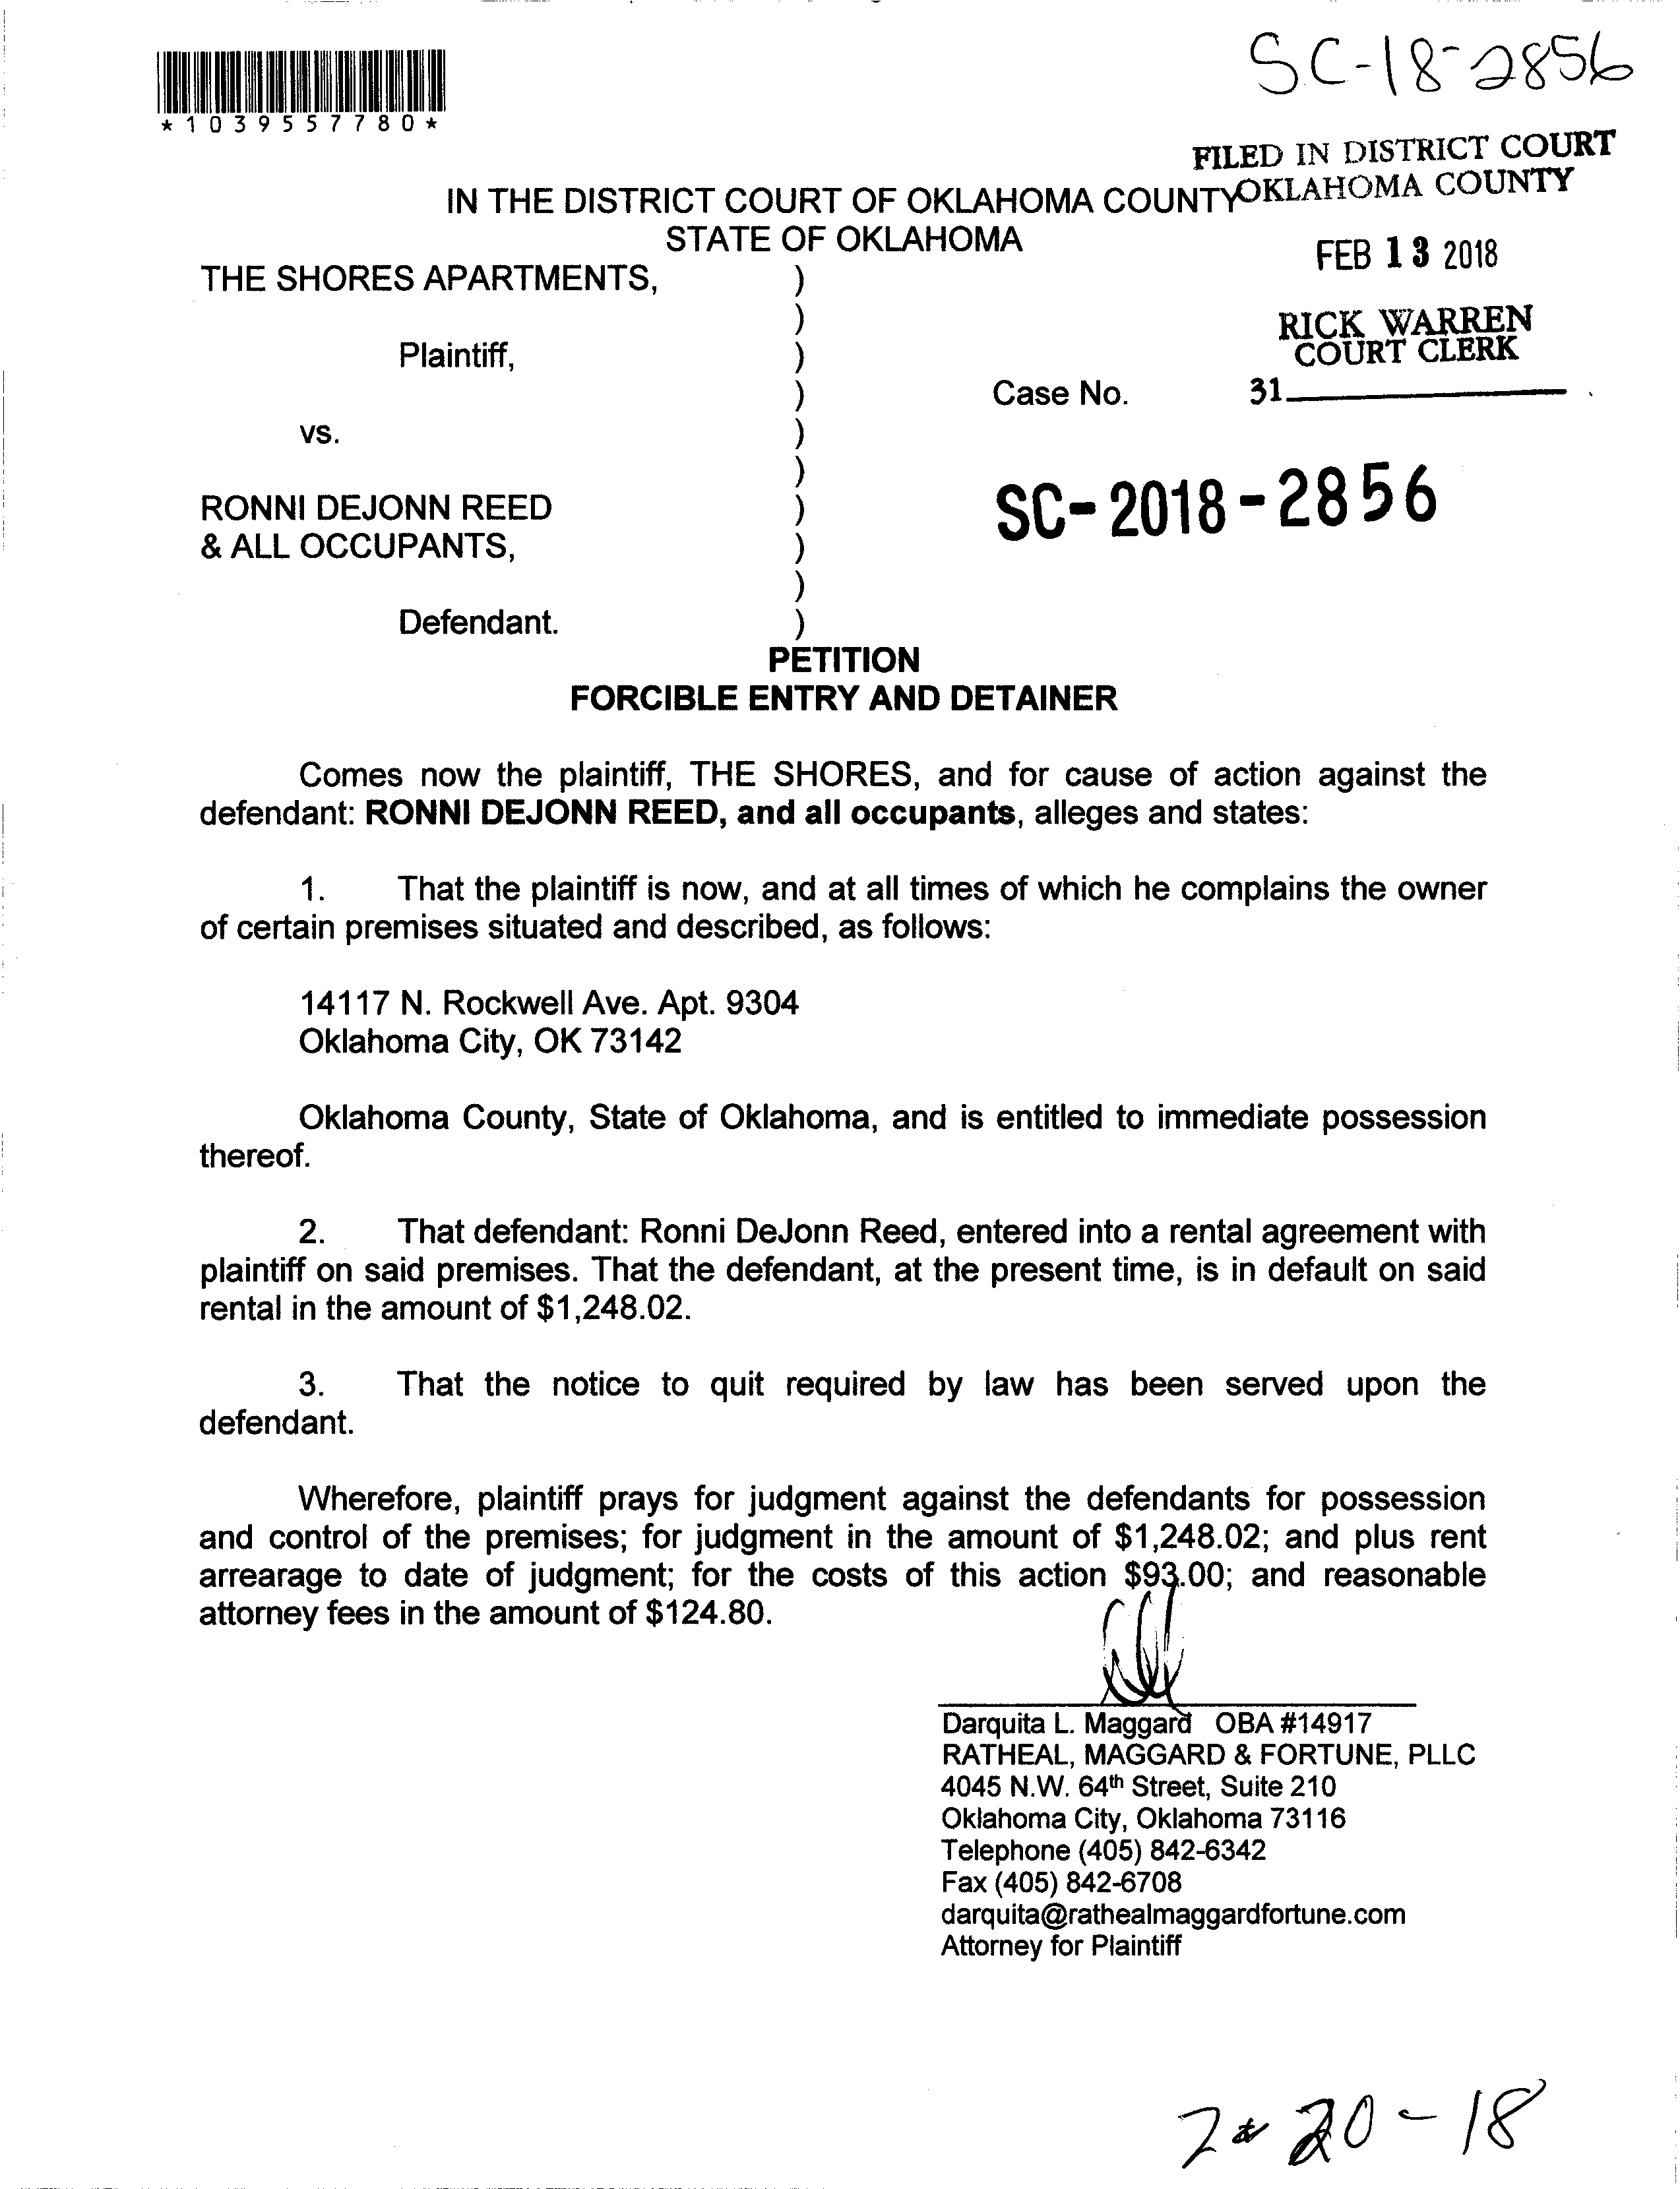 SC-18-2856
*1039557780*
FILED IN DISTRICT COURT
OKLAHOMA COUNTY
IN THE DISTRICT COURT OF OKLAHOMA COUNTY
STATE OF OKLAHOMA
FEB 13 2018
THE SHORES APARTMENTS, )
)
RICK WARREN
COURT CLERK
Plaintiff, )
) Case No. 31
vs. )
)
RONNI DEJONN REED ) SC-2018-2856
& ALL OCCUPANTS, )
)
Defendant. )
PETITION
FORCIBLE ENTRY AND DETAINER
Comes now the plaintiff, THE SHORES, and for cause of action against the
defendant: RONNI DEJONN REED, and all occupants, alleges and states:
1. That the plaintiff is now, and at all times of which he complains the owner
of certain premises situated and described, as follows:
14117 N. Rockwell Ave. Apt. 9304
Oklahoma City, OK 73142
Oklahoma County, State of Oklahoma, and is entitled to immediate possession
thereof.
2. That defendant: Ronni DeJonn Reed, entered into a rental agreement with
plaintiff on said premises. That the defendant, at the present time, is in default on said
rental in the amount of $1,248.02.
3. That the notice to quit required by law has been served upon the
defendant.
Wherefore, plaintiff prays for judgment against the defendants for possession
and control of the premises; for judgment in the amount of $1,248.02; and plus rent
arrearage to date of judgment; for the costs of this action $93.00; and reasonable
attorney fees in the amount of $124.80.
Darquita L. Maggard OBA #14917
RATHEAL, MAGGARD & FORTUNE, PLLC
4045 N.W. 64th Street, Suite 210
Oklahoma City, Oklahoma 73116
Telephone (405) 842-6342
Fax (405) 842-6708
darquita@rathealmaggardfortune.com
Attorney for Plaintiff
2-20-18